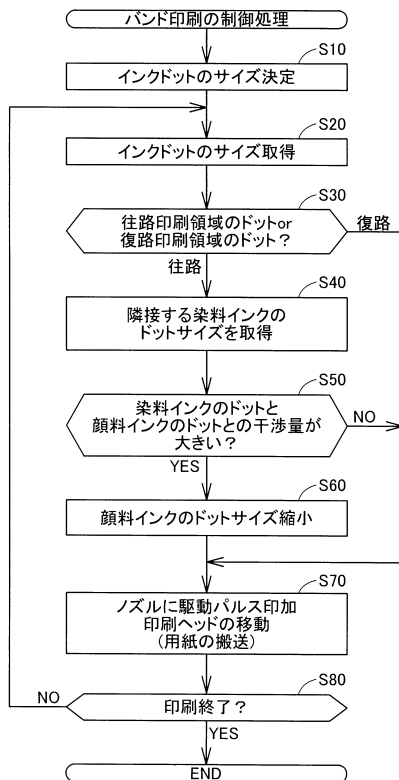 バンド印刷の制御処理
S10
インクドットのサイズ決定
S20
インクドットのサイズ取得
S30
往路印刷領域のドットor
復路印刷領域のドット？
復路
往路
S40
隣接する染料インクの
ドットサイズを取得
S50
染料インクのドットと
顔料インクのドットとの干渉量が
大きい？
NO
YES
S60
顔料インクのドットサイズ縮小
S70
ノズルに駆動パルス印加
印刷ヘッドの移動
(用紙の搬送)
S80
NO
印刷終了？
YES
END